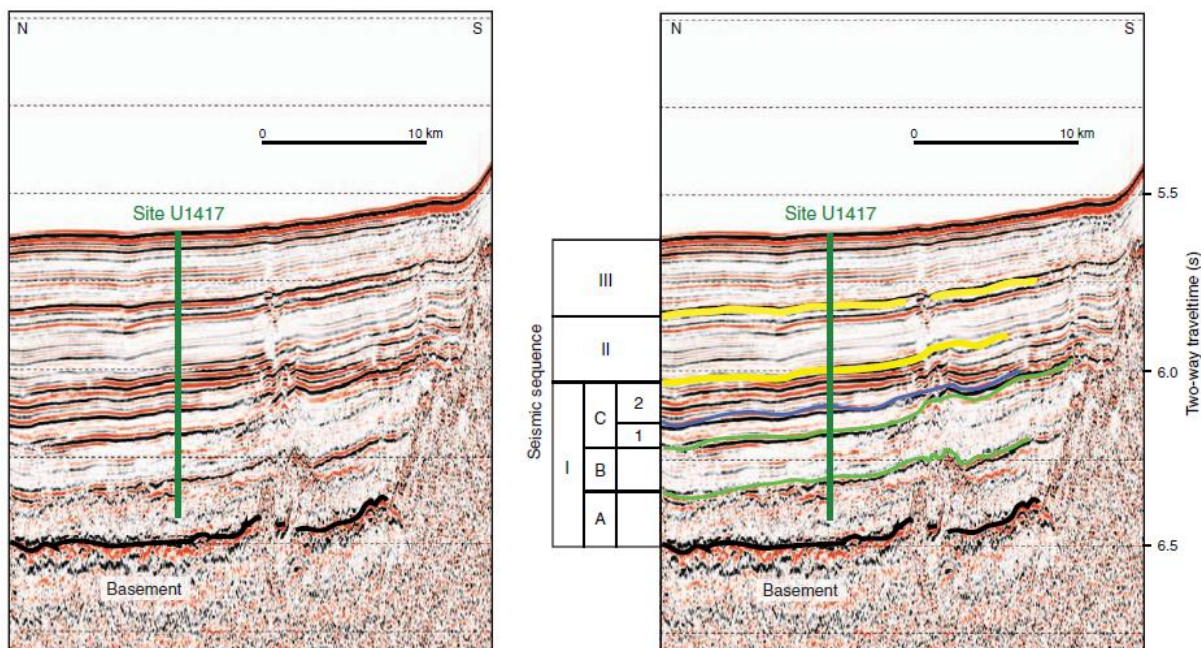 N S
0 10 km
Site U1417
Basement
N S
0 10 km
Site U1417
Basement
Seismic sequence
III
II
I
C
2
1
B
A
5.5
6.0
6.5
Two-way traveltime (s)